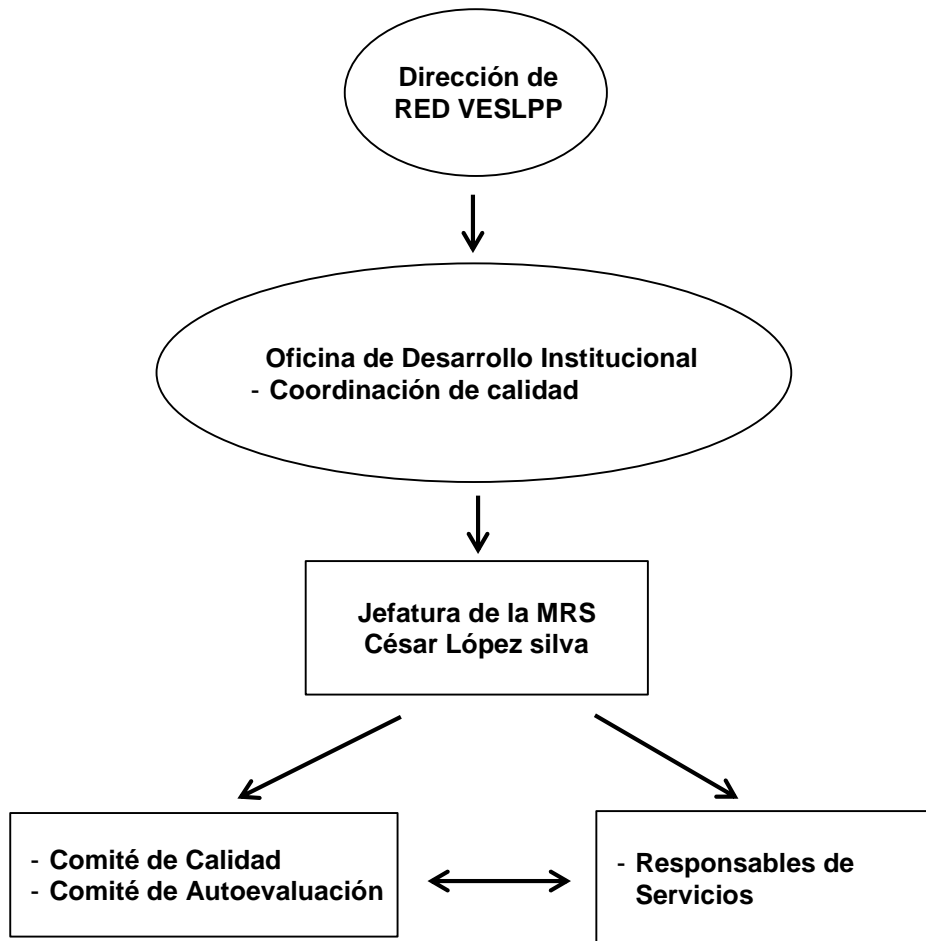 Dirección de
RED VESLPP
Oficina de Desarrollo Institucional
- Coordinación de calidad
Jefatura de la MRS
César López silva
- Comité de Calidad
- Comité de Autoevaluación
- Responsables de
Servicios